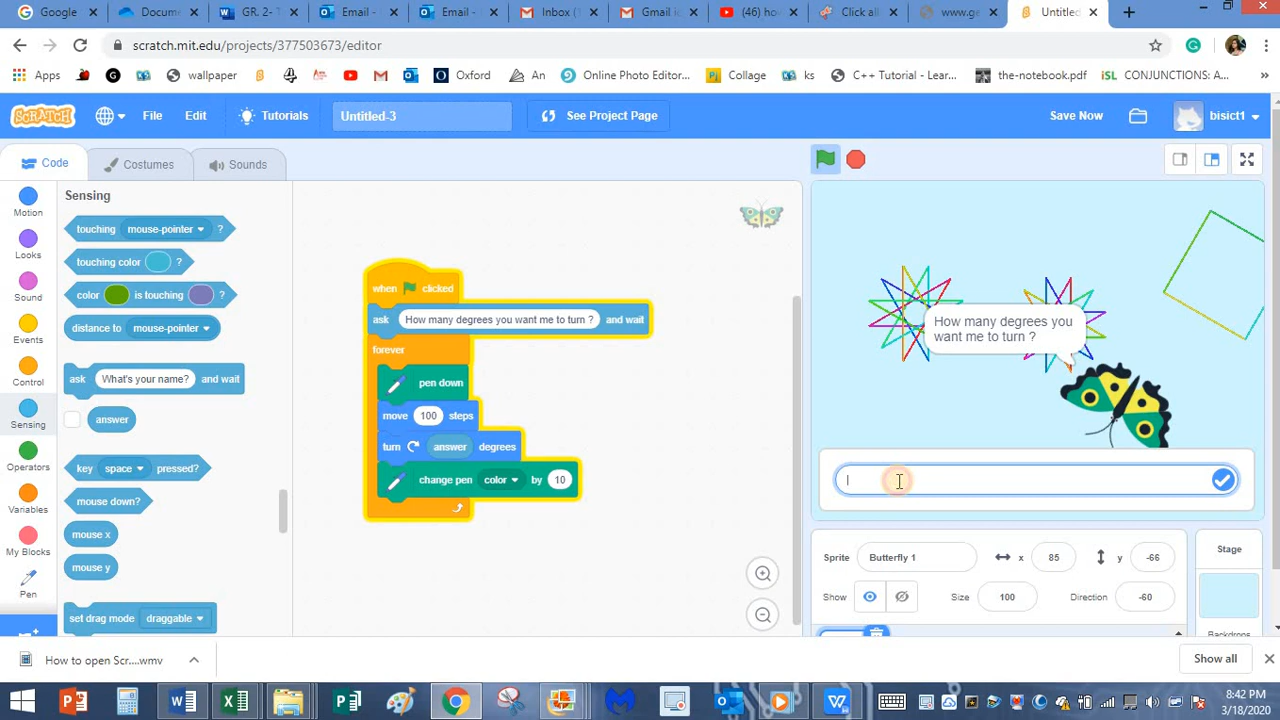 Google
Docume
GR. 2-
Email -
Email -
Inbox (
Gmail i
(46) ho
Click all
www.ge
Untitled
scratch.mit.edu/projects/377503673/editor
Apps
wallpaper
Oxford
An
Online Photo Editor...
Collage
ks
C++ Tutorial - Lear...
the-notebook.pdf
iSL CONJUNCTIONS: A...
»
SCRATCH
File
Edit
Tutorials
Untitled-3
See Project Page
Save Now
bisict1
Code
Costumes
Sounds
Motion
Looks
Sound
Events
Control
Sensing
Operators
Variables
My Blocks
Pen
Sensing
touching mouse-pointer ?
touching color ?
color is touching ?
distance to mouse-pointer
ask What's your name? and wait
answer
key space pressed?
mouse down?
mouse x
mouse y
set drag mode draggable
when clicked
ask How many degrees you want me to turn ? and wait
forever
pen down
move 100 steps
turn answer degrees
change pen color by 10
How many degrees you
want me to turn ?
Sprite Butterfly 1 x 85 y -66
Show Size 100 Direction -60
Stage
Backdrops
How to open Scr....wmv
Show all
8:42 PM
3/18/2020